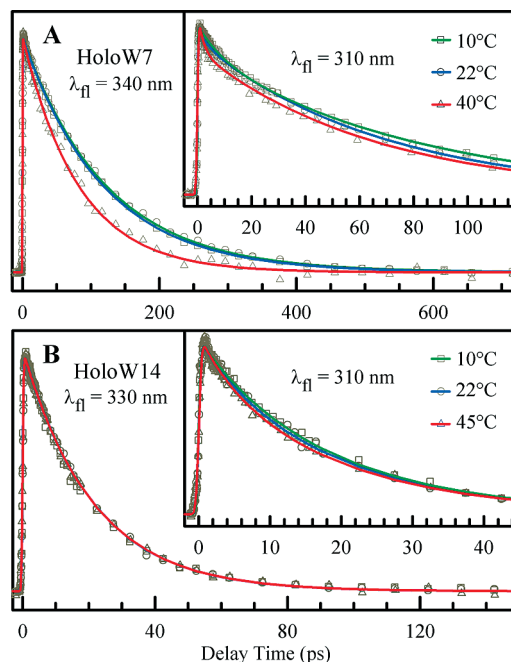 A
HoloW7
λfl = 340 nm
λfl = 310 nm
10°C
22°C
40°C
0 20 40 60 80 100
0 200 400 600
B
HoloW14
λfl = 330 nm
λfl = 310 nm
10°C
22°C
45°C
0 10 20 30 40
0 40 80 120
Delay Time (ps)